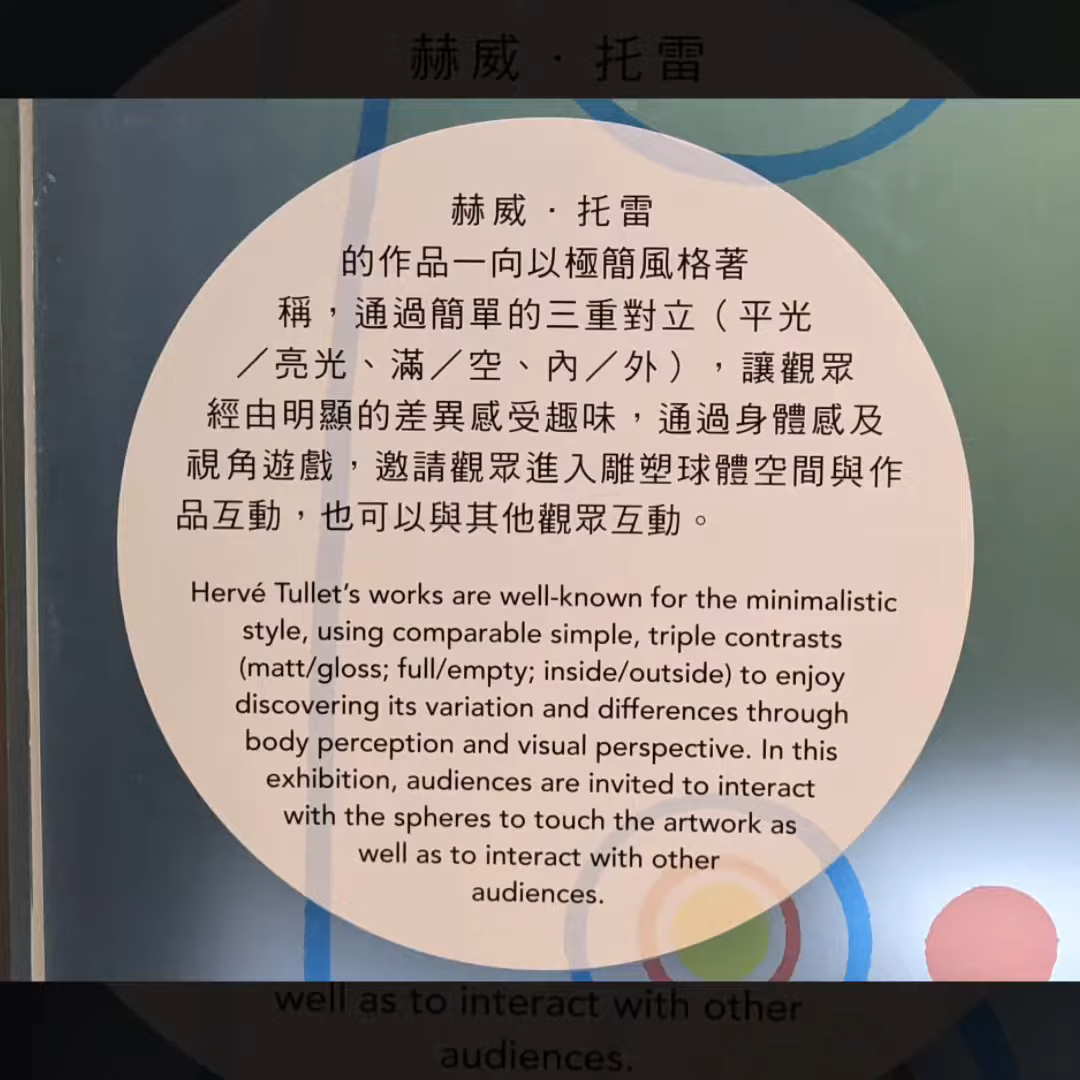 赫威·托雷
赫威·托雷
的作品一向以極簡風格著
稱，通過簡單的三重對立（平光
／亮光、滿／空、內／外），讓觀眾
經由明顯的差異感受趣味，通過身體感及
視角遊戲，邀請觀眾進入雕塑球體空間與作
品互動，也可以與其他觀眾互動。
Hervé Tullet’s works are well-known for the minimalistic
style, using comparable simple, triple contrasts
(matt/gloss; full/empty; inside/outside) to enjoy
discovering its variation and differences through
body perception and visual perspective. In this
exhibition, audiences are invited to interact
with the spheres to touch the artwork as
well as to interact with other
audiences.
well as to interact with other
audiences.